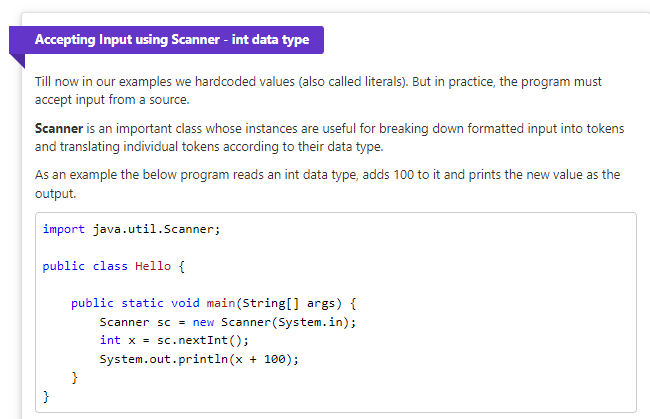 Accepting Input using Scanner - int data type
Till now in our examples we hardcoded values (also called literals). But in practice, the program must
accept input from a source.
Scanner is an important class whose instances are useful for breaking down formatted input into tokens
and translating individual tokens according to their data type.
As an example the below program reads an int data type, adds 100 to it and prints the new value as the
output.
import java.util.Scanner;
public class Hello {
    public static void main(String[] args) {
        Scanner sc = new Scanner(System.in);
        int x = sc.nextInt();
        System.out.println(x + 100);
    }
}